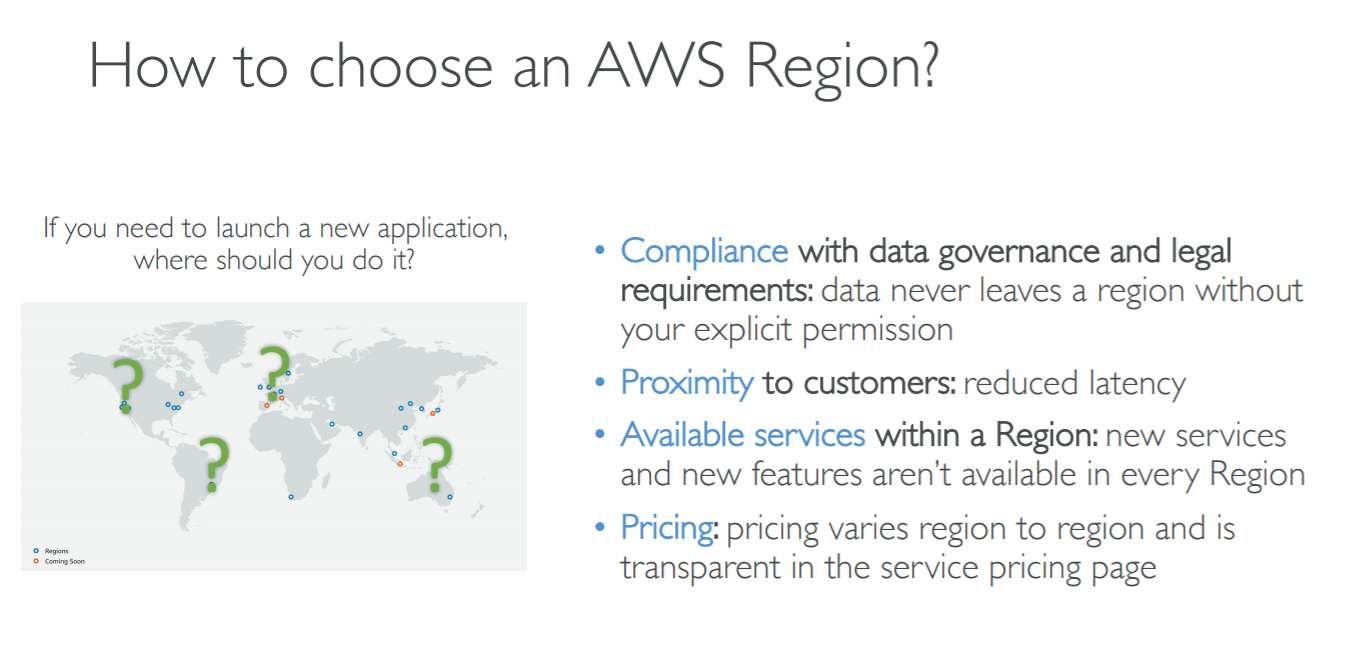 How to choose an AWS Region?
If you need to launch a new application,
where should you do it?
? ? ? ?
Regions
Coming Soon
• Compliance with data governance and legal
requirements: data never leaves a region without
your explicit permission
• Proximity to customers: reduced latency
• Available services within a Region: new services
and new features aren’t available in every Region
• Pricing: pricing varies region to region and is
transparent in the service pricing page